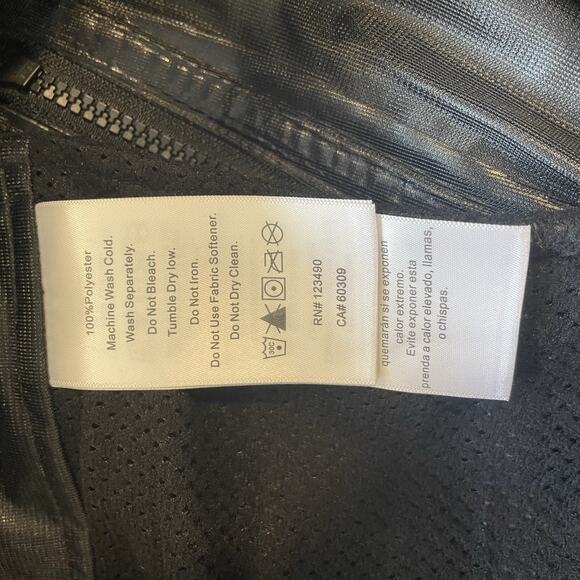 100%Polyester
Machine Wash Cold.
Wash Separately.
Do Not Bleach.
Tumble Dry low.
Do Not Iron.
Do Not Use Fabric Softener.
Do Not Dry Clean.
30C
RN# 123490
CA# 60309
quemarán si se exponen
calor extremo.
Evite exponer esta
prenda a calor elevado, llamas,
o chispas.